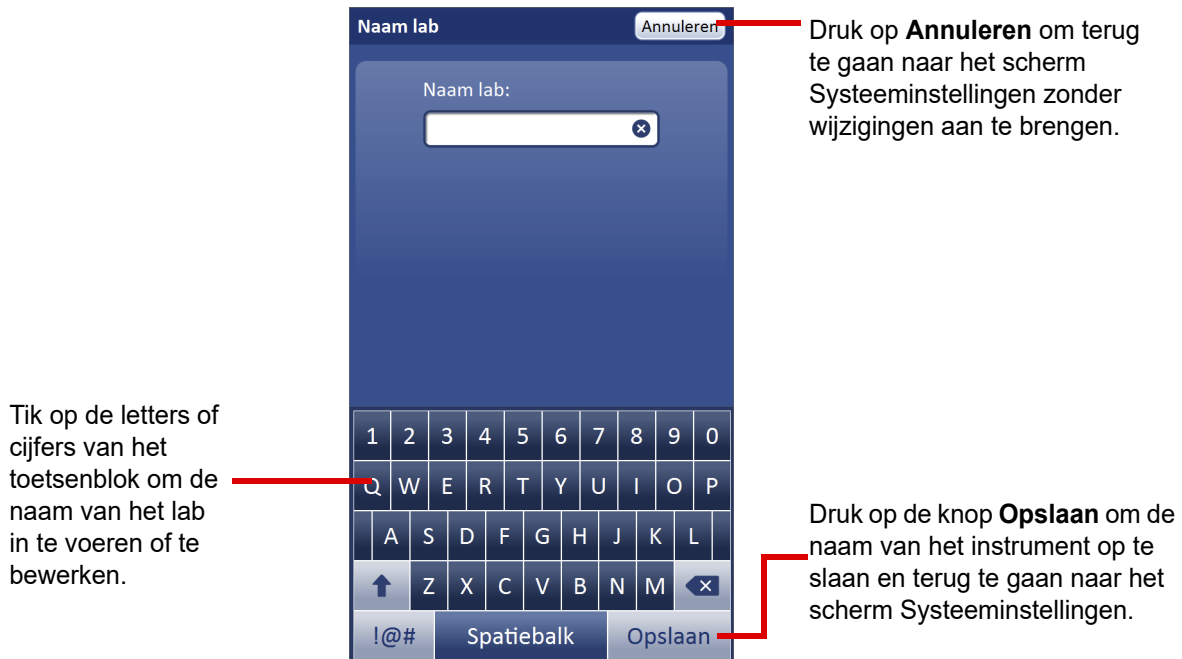 Naam lab
Annuleren
Druk op Annuleren om terug
te gaan naar het scherm
Systeeminstellingen zonder
wijzigingen aan te brengen.
Naam lab:
Tik op de letters of
cijfers van het
toetsenblok om de
naam van het lab
in te voeren of te
bewerken.
1 2 3 4 5 6 7 8 9 0
Q W E R T Y U I O P
A S D F G H J K L
Z X C V B N M
!@# Spatiebalk Opslaan
Druk op de knop Opslaan om de
naam van het instrument op te
slaan en terug te gaan naar het
scherm Systeeminstellingen.